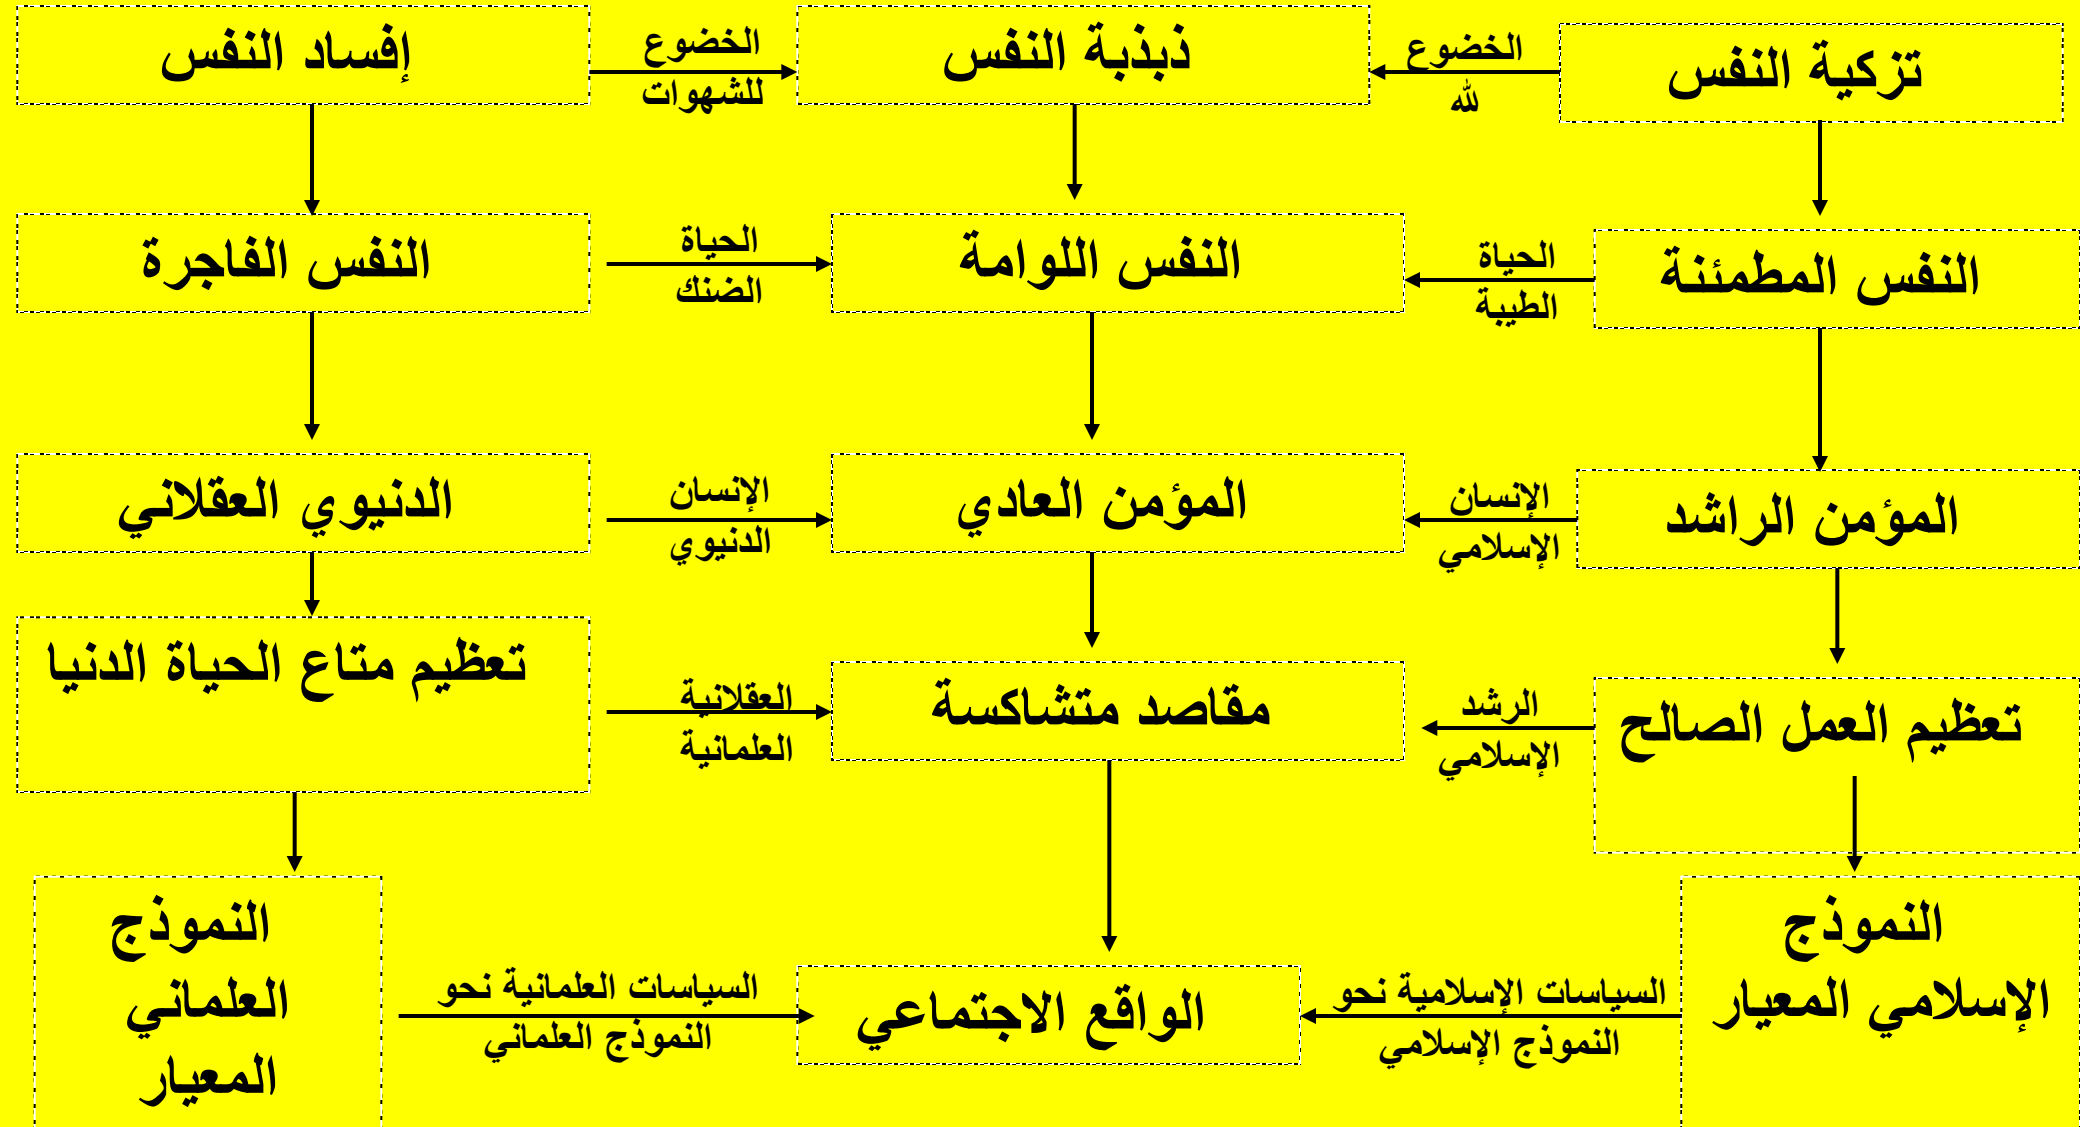 تزكية النفس
الخضوع
لله
ذبذبة النفس
الخضوع
للشهوات
إفساد النفس
النفس المطمئنة
الحياة
الطيبة
النفس اللوامة
الحياة
الضنك
النفس الفاجرة
المؤمن الراشد
الإنسان
الإسلامي
المؤمن العادي
الإنسان
الدنيوي
الدنيوي العقلاني
تعظيم العمل الصالح
الرشد
الإسلامي
مقاصد متشاكسة
العقلانية
العلمانية
تعظيم متاع الحياة الدنيا
النموذج
الإسلامي المعيار
السياسات الإسلامية نحو
النموذج الإسلامي
الواقع الاجتماعي
السياسات العلمانية نحو
النموذج العلماني
النموذج
العلماني
المعيار